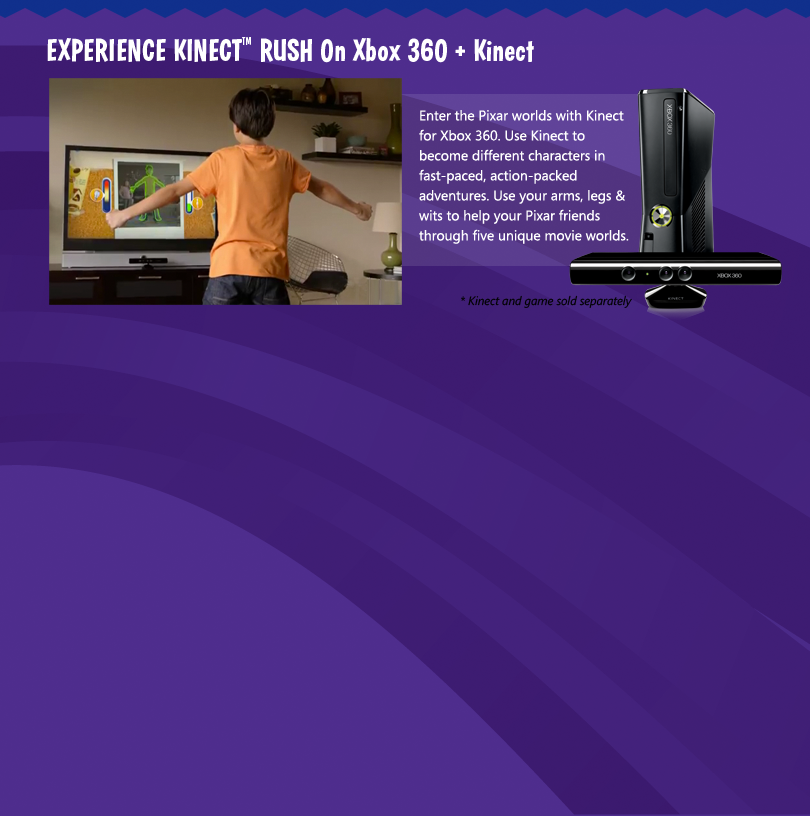 EXPERIENCE KINECT™ RUSH On Xbox 360 + Kinect
Enter the Pixar worlds with Kinect
for Xbox 360. Use Kinect to
become different characters in
fast-paced, action-packed
adventures. Use your arms, legs &
wits to help your Pixar friends
through five unique movie worlds.
XBOX 360
XBOX 360
KINECT
* Kinect and game sold separately